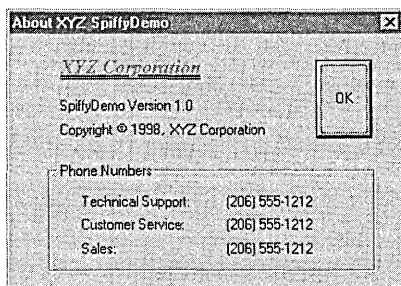 About XYZ SpiffyDemo
XYZ Corporation
OK
SpiffyDemo Version 1.0
Copyright © 1998, XYZ Corporation
Phone Numbers
Technical Support: (206) 555-1212
Customer Service: (206) 555-1212
Sales: (206) 555-1212